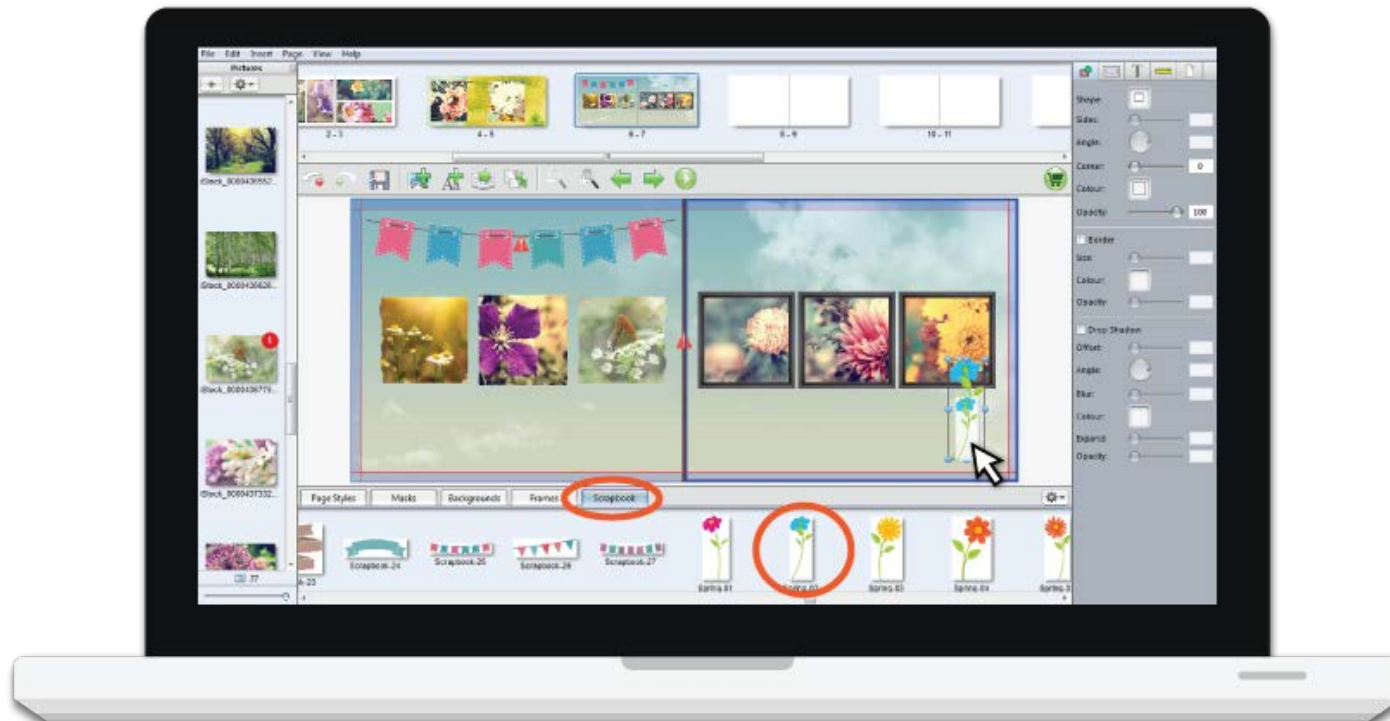 File Edit Insert Page View Help
Pictures
2 - 3
4 - 5
6 - 7
8 - 9
10 - 11
77
Shape:
Sides:
Angle:
Corner: 0
Colour:
Opacity: 100
Border
Size:
Colour:
Opacity:
Drop Shadow
Offset:
Angle:
Blur:
Colour:
Expand:
Opacity:
Page Styles Masks Backgrounds Frames Scrapbook
Scrapbook-24
Scrapbook-25
Scrapbook-26
Scrapbook-27
Spring-01
Spring-02
Spring-03
Spring-04